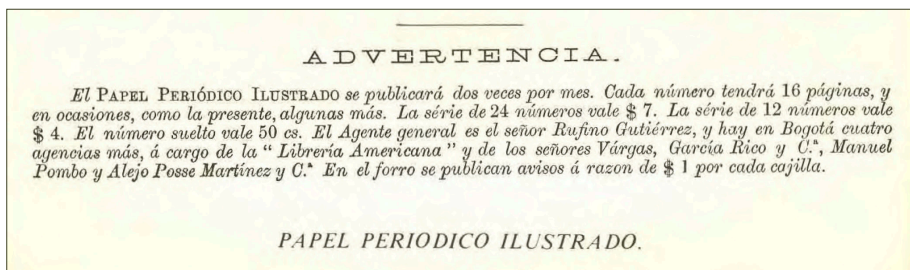 ADVERTENCIA.
El PAPEL PERIÓDICO ILUSTRADO se publicará dos veces por mes. Cada número tendrá 16 páginas, y
en ocasiones, como la presente, algunas más. La série de 24 números vale $ 7. La série de 12 números vale
$ 4. El número suelto vale 50 cs. El Agente general es el señor Rufino Gutiérrez, y hay en Bogotá cuatro
agencias más, á cargo de la “ Librería Americana ” y de los señores Várgas, García Rico y C.ª, Manuel
Pombo y Alejo Posse Martínez y C.ª En el forro se publican avisos á razon de $ 1 por cada cajilla.
PAPEL PERIODICO ILUSTRADO.